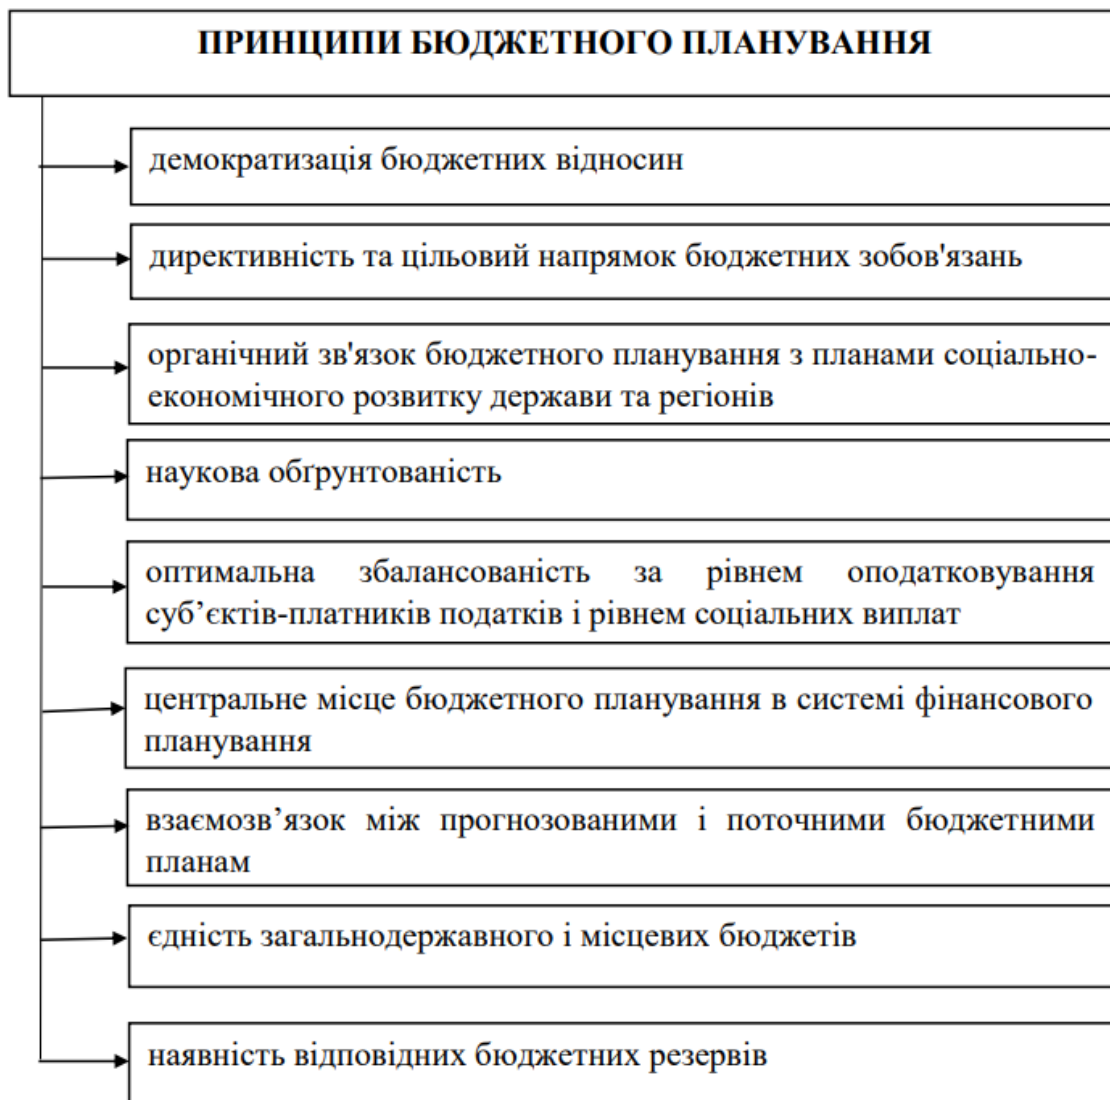 ПРИНЦИПИ БЮДЖЕТНОГО ПЛАНУВАННЯ
демократизація бюджетних відносин
директивність та цільовий напрямок бюджетних зобов'язань
органічний зв'язок бюджетного планування з планами соціально-
економічного розвитку держави та регіонів
наукова обґрунтованість
оптимальна збалансованість за рівнем оподатковування
суб’єктів-платників податків і рівнем соціальних виплат
центральне місце бюджетного планування в системі фінансового
планування
взаємозв’язок між прогнозованими і поточними бюджетними
планам
єдність загальнодержавного і місцевих бюджетів
наявність відповідних бюджетних резервів